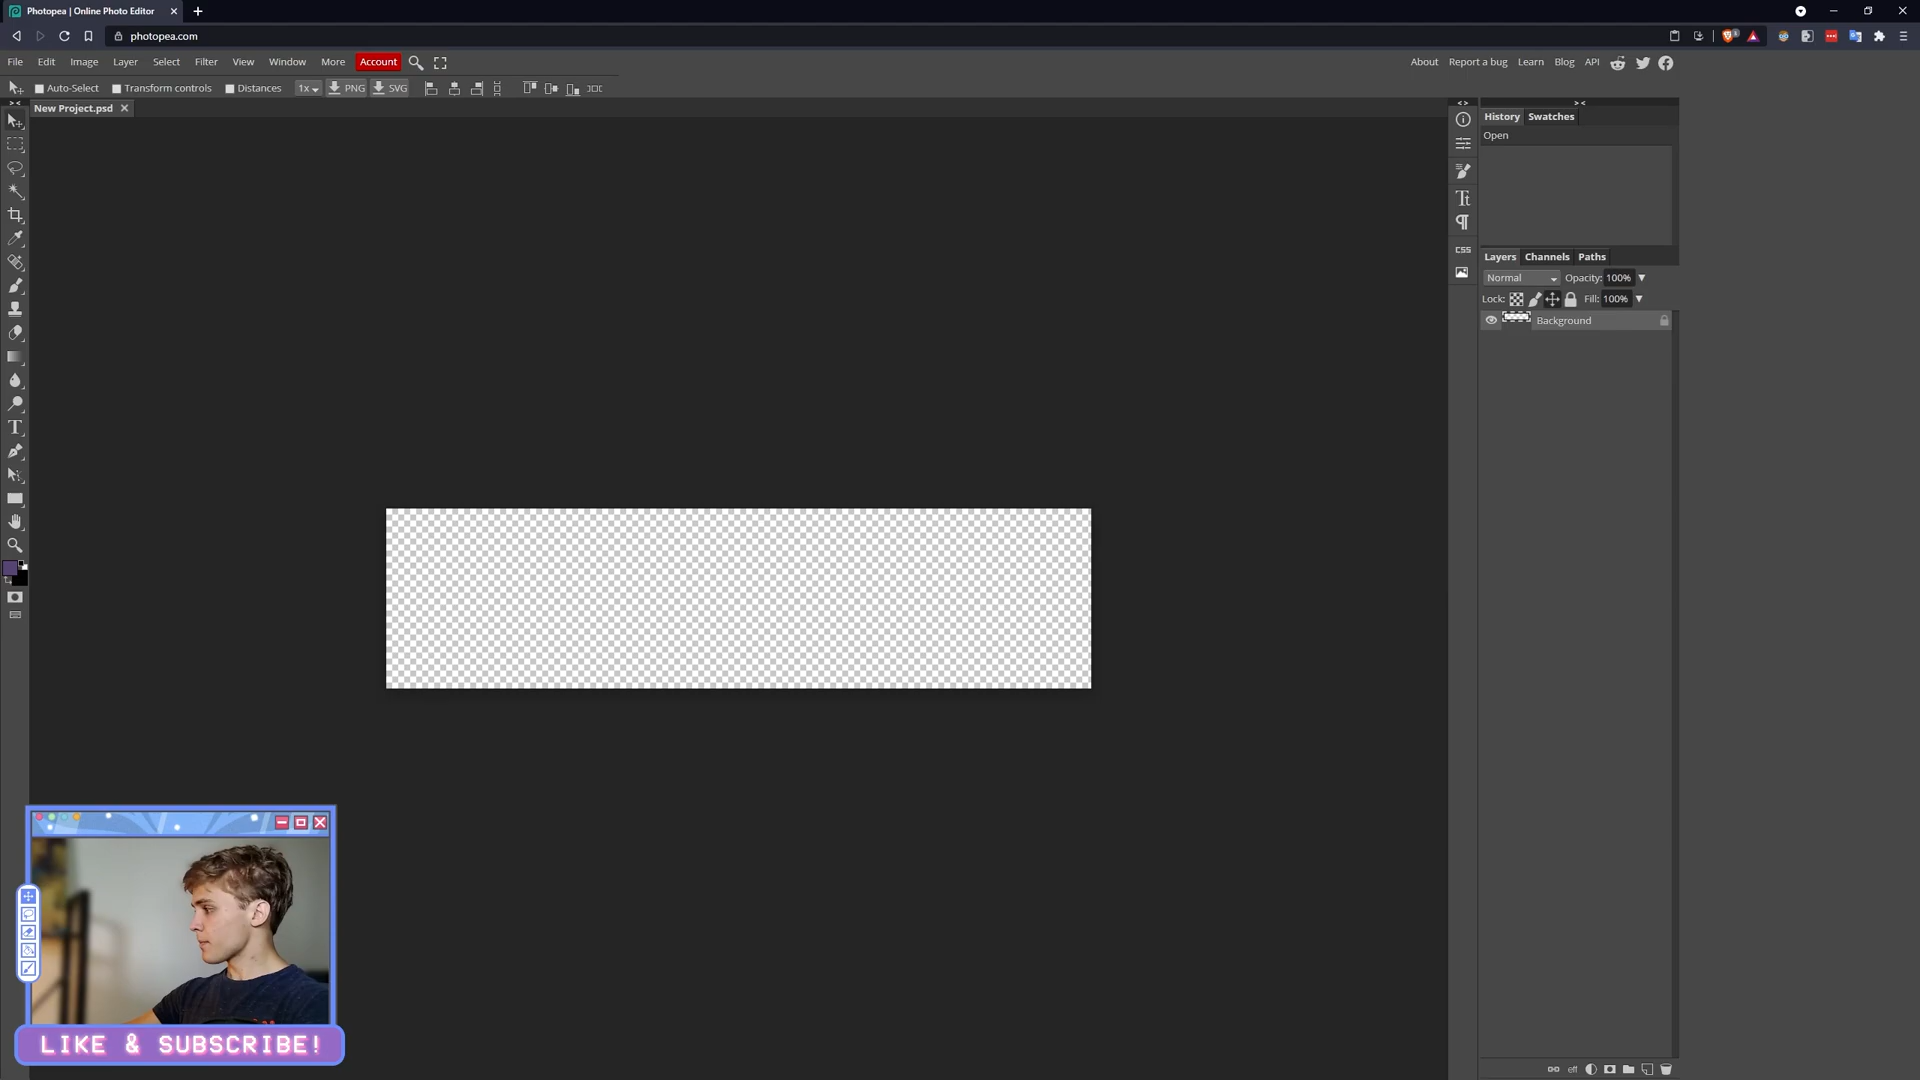 Photopea | Online Photo Editor
photopea.com
File Edit Image Layer Select Filter View Window More Account
About Report a bug Learn Blog API
Auto-Select Transform controls Distances 1x PNG SVG
New Project.psd
History Swatches
Open
Tt
CSS
Layers Channels Paths
Normal Opacity: 100%
Lock: Fill: 100%
Background
eff
LIKE & SUBSCRIBE!